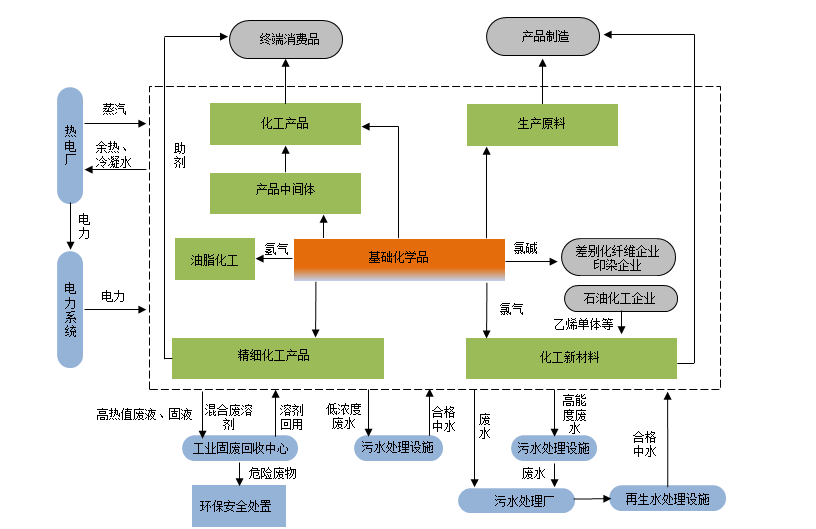 终端消费品
产品制造
蒸汽
热电厂
余热、
冷凝水
助剂
化工产品
生产原料
产品中间体
电力
氢气
基础化学品
氯碱
油脂化工
差别化纤维企业
印染企业
电力系统
电力
氯气
石油化工企业
乙烯单体等
精细化工产品
化工新材料
高热值废液、固液
混合废溶
剂
溶剂
回用
低浓度
废水
合格
中水
废水
高能
度废
水
合格
中水
工业固废回收中心
污水处理设施
污水处理设施
危险废物
废水
环保安全处置
污水处理厂
再生水处理设施